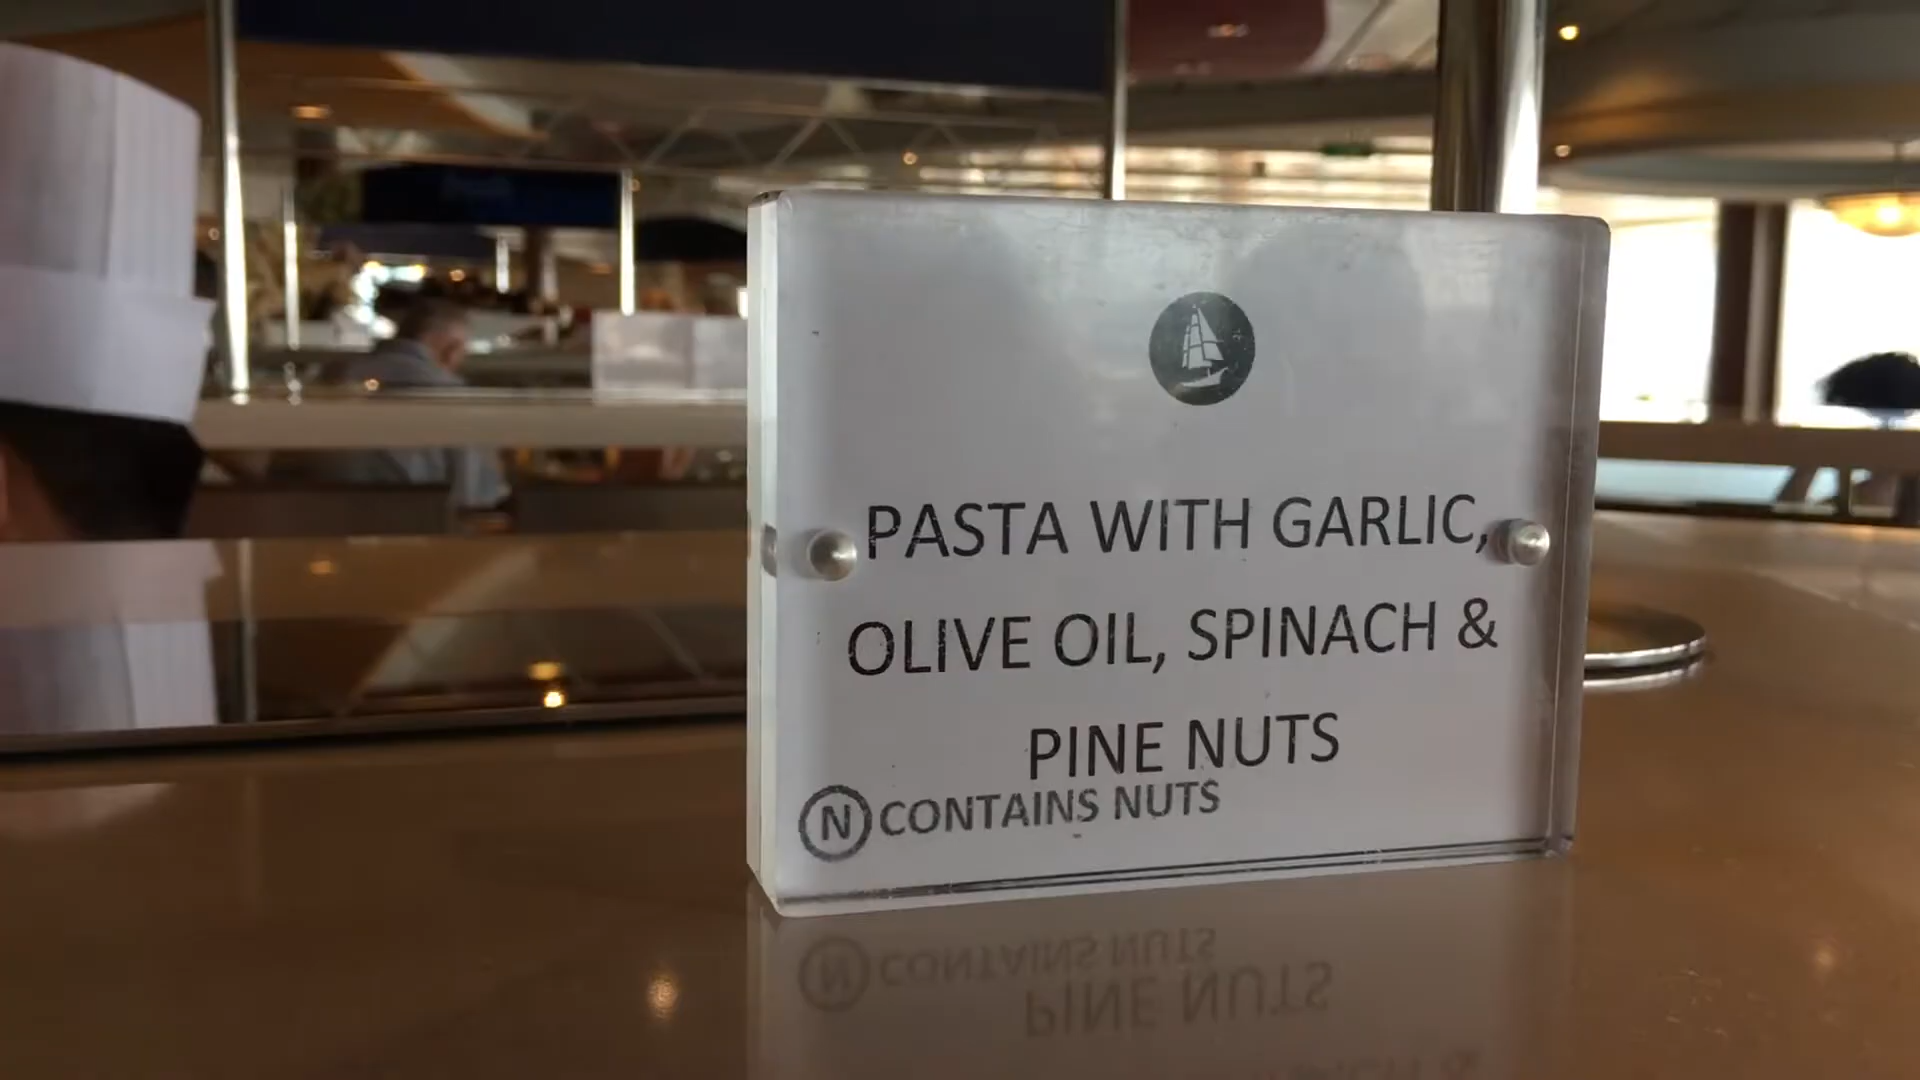 PASTA WITH GARLIC,
OLIVE OIL, SPINACH &
PINE NUTS
N CONTAINS NUTS